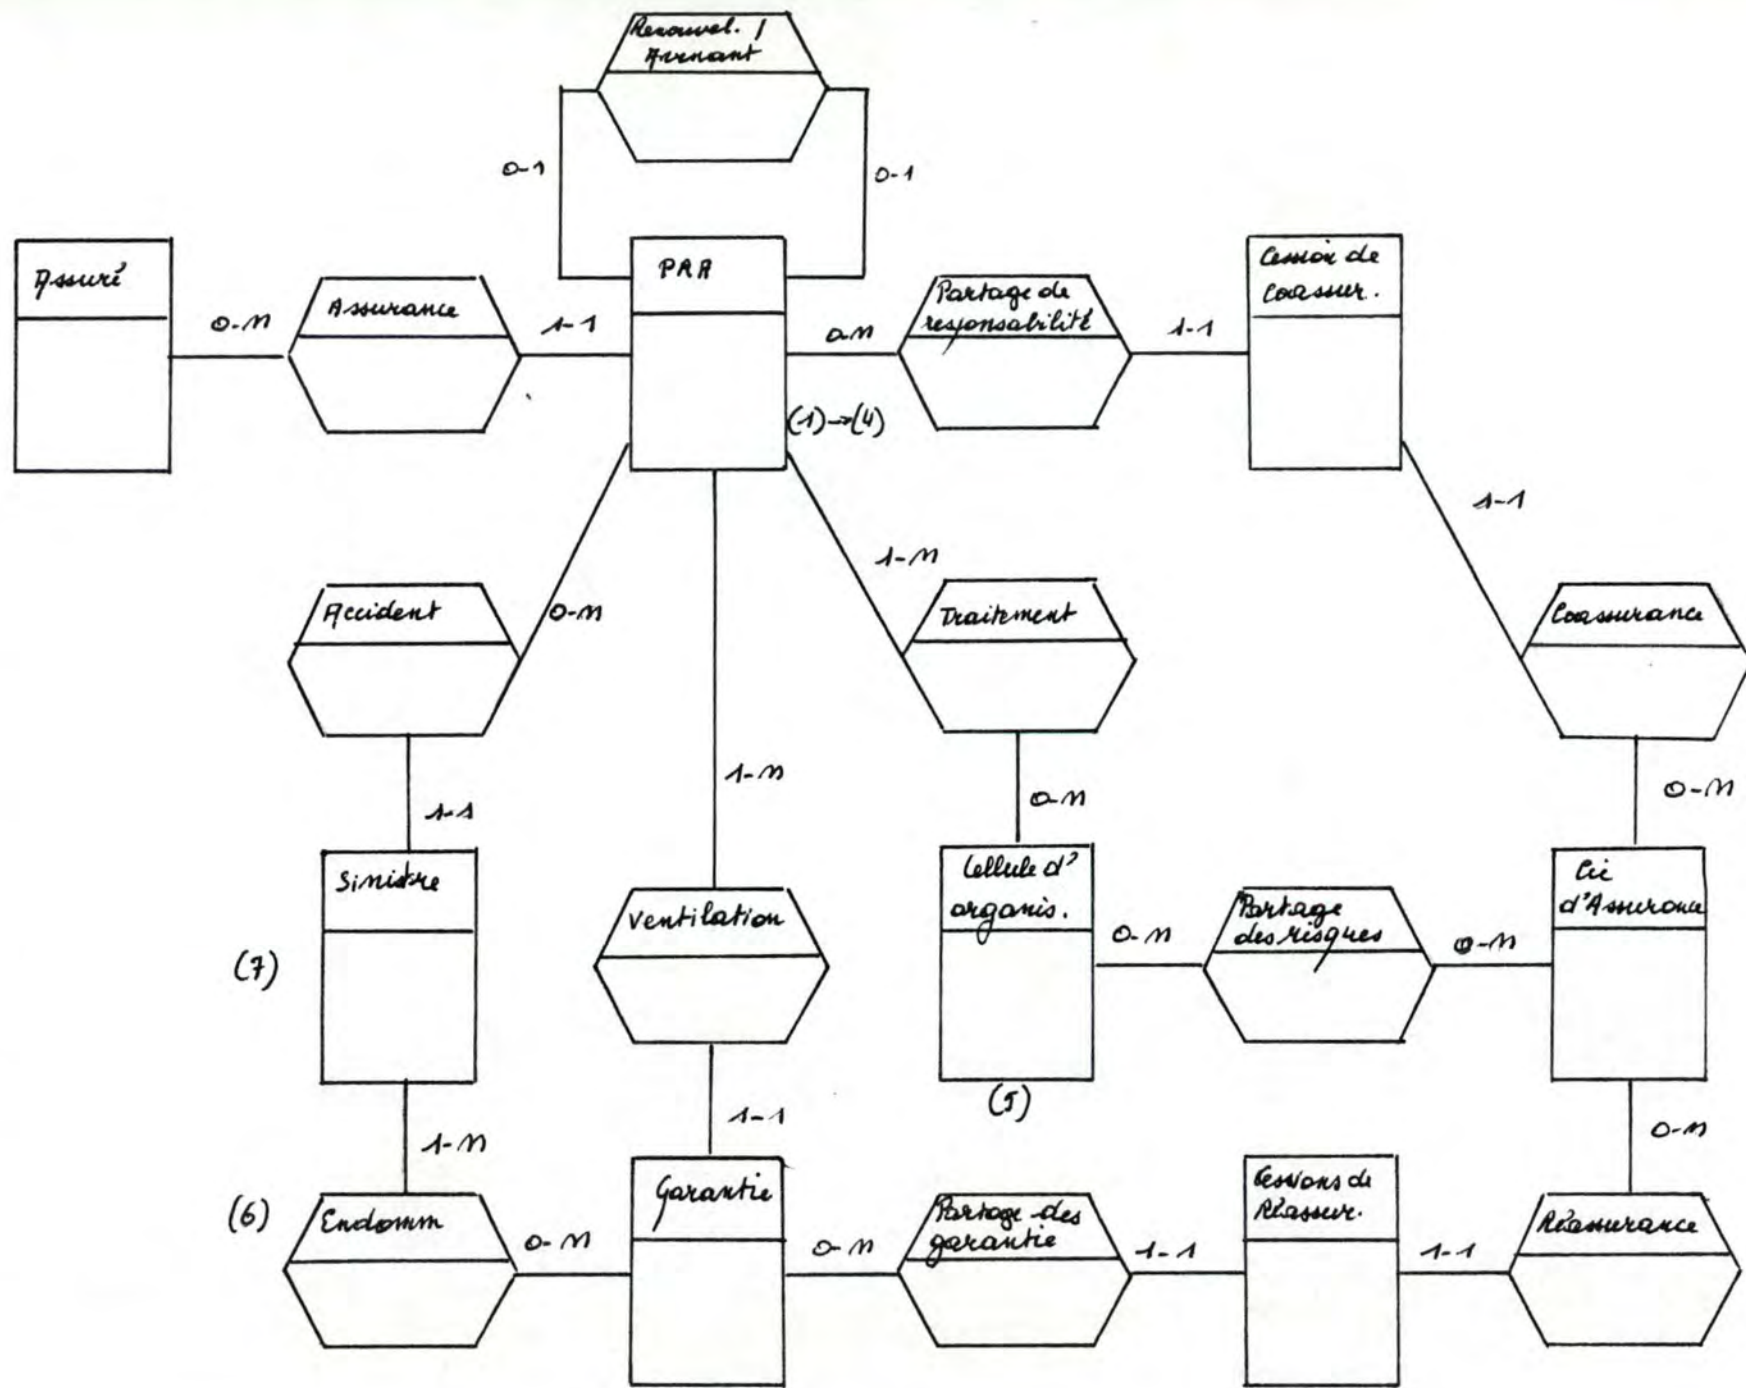 Renouvel. /
Avenant
0-1
0-1
Assuré
0-N
Assurance
1-1
PAA
0-N
Partage de
responsabilité
1-1
Cession de
coassur.
(1)→(4)
1-1
Accident
0-N
1-N
Traitement
Coassurance
1-1
1-N
0-N
0-N
Sinistre
(7)
Ventilation
Cellule d'
organis.
0-N
Partage
des risques
0-N
Cie
d'Assurance
(5)
1-N
1-1
0-N
(6)
Endomm
0-N
Garantie
0-N
Partage des
garantie
1-1
Cessions de
Réassur.
1-1
Réassurance